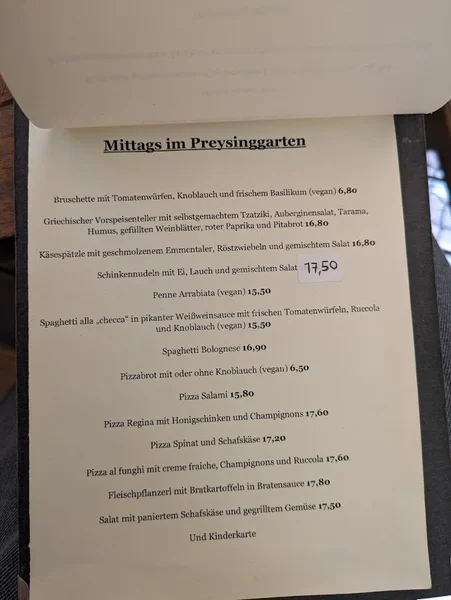 Mittags im Preysinggarten
Bruschette mit Tomatenwürfen, Knoblauch und frischem Basilikum (vegan) 6,80
Griechischer Vorspeisenteller mit selbstgemachtem Tzatziki, Auberginensalat, Tarama,
Humus, gefüllten Weinblätter, roter Paprika und Pitabrot 16,80
Käsespätzle mit geschmolzenem Emmentaler, Röstzwiebeln und gemischtem Salat 16,80
Schinkennudeln mit Ei, Lauch und gemischtem Salat 17,50
Penne Arrabiata (vegan) 15,50
Spaghetti alla „checca" in pikanter Weißweinsauce mit frischen Tomatenwürfeln, Ruccola
und Knoblauch (vegan) 15,50
Spaghetti Bolognese 16,90
Pizzabrot mit oder ohne Knoblauch (vegan) 6,50
Pizza Salami 15,80
Pizza Regina mit Honigschinken und Champignons 17,60
Pizza Spinat und Schafskäse 17,20
Pizza al funghi mit creme fraiche, Champignons und Ruccola 17,60
Fleischpflanzerl mit Bratkartoffeln in Bratensauce 17,80
Salat mit paniertem Schafskäse und gegrilltem Gemüse 17,50
Und Kinderkarte